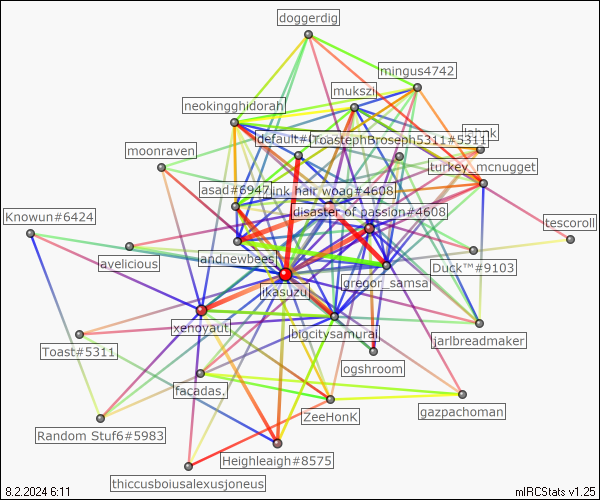 doggerdig
mingus4742
mukszi
neokingghidorah
default#
ToastephBroseph5311#5311
moonraven
turkey_mcnugget
asad#6947
link hair woag#4608
disaster of passion#4608
Knowun#6424
tescoroll
andnewbees
avelicious
Duck™#9103
gregor_samsa
ikasuzu
xenoyaut
bigcitysamurai
jarlbreadmaker
Toast#5311
ogshroom
facadas.
gazpachoman
ZeeHonK
Random Stuf6#5983
Heighleaigh#8575
thiccusboiusalexusjoneus
8.2.2024 6:11
mIRCStats v1.25